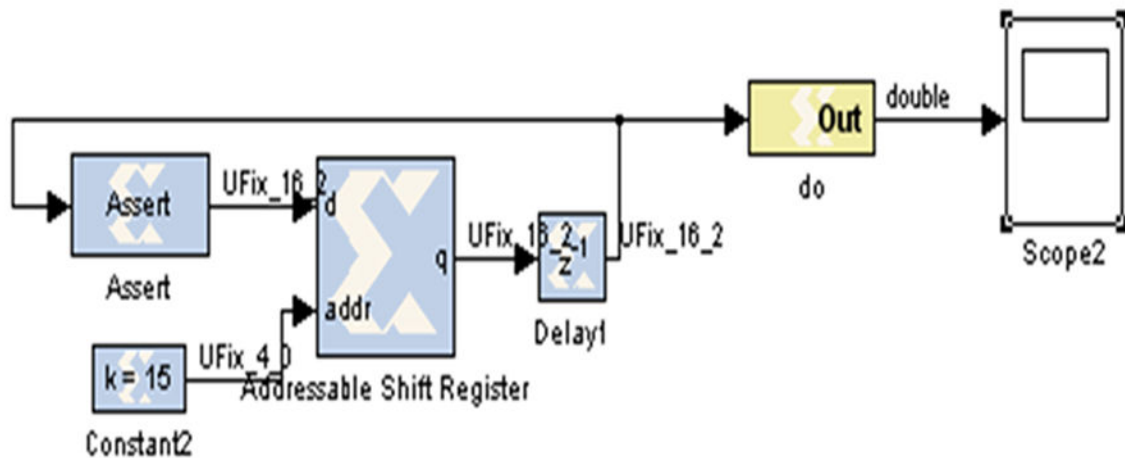 Out
do
double
Scope2
Assert
Assert
UFix_16_2
d
addr
q
Addressable Shift Register
UFix_16_2
z-1
Delay1
UFix_16_2
k = 15
Constant2
UFix_4_0